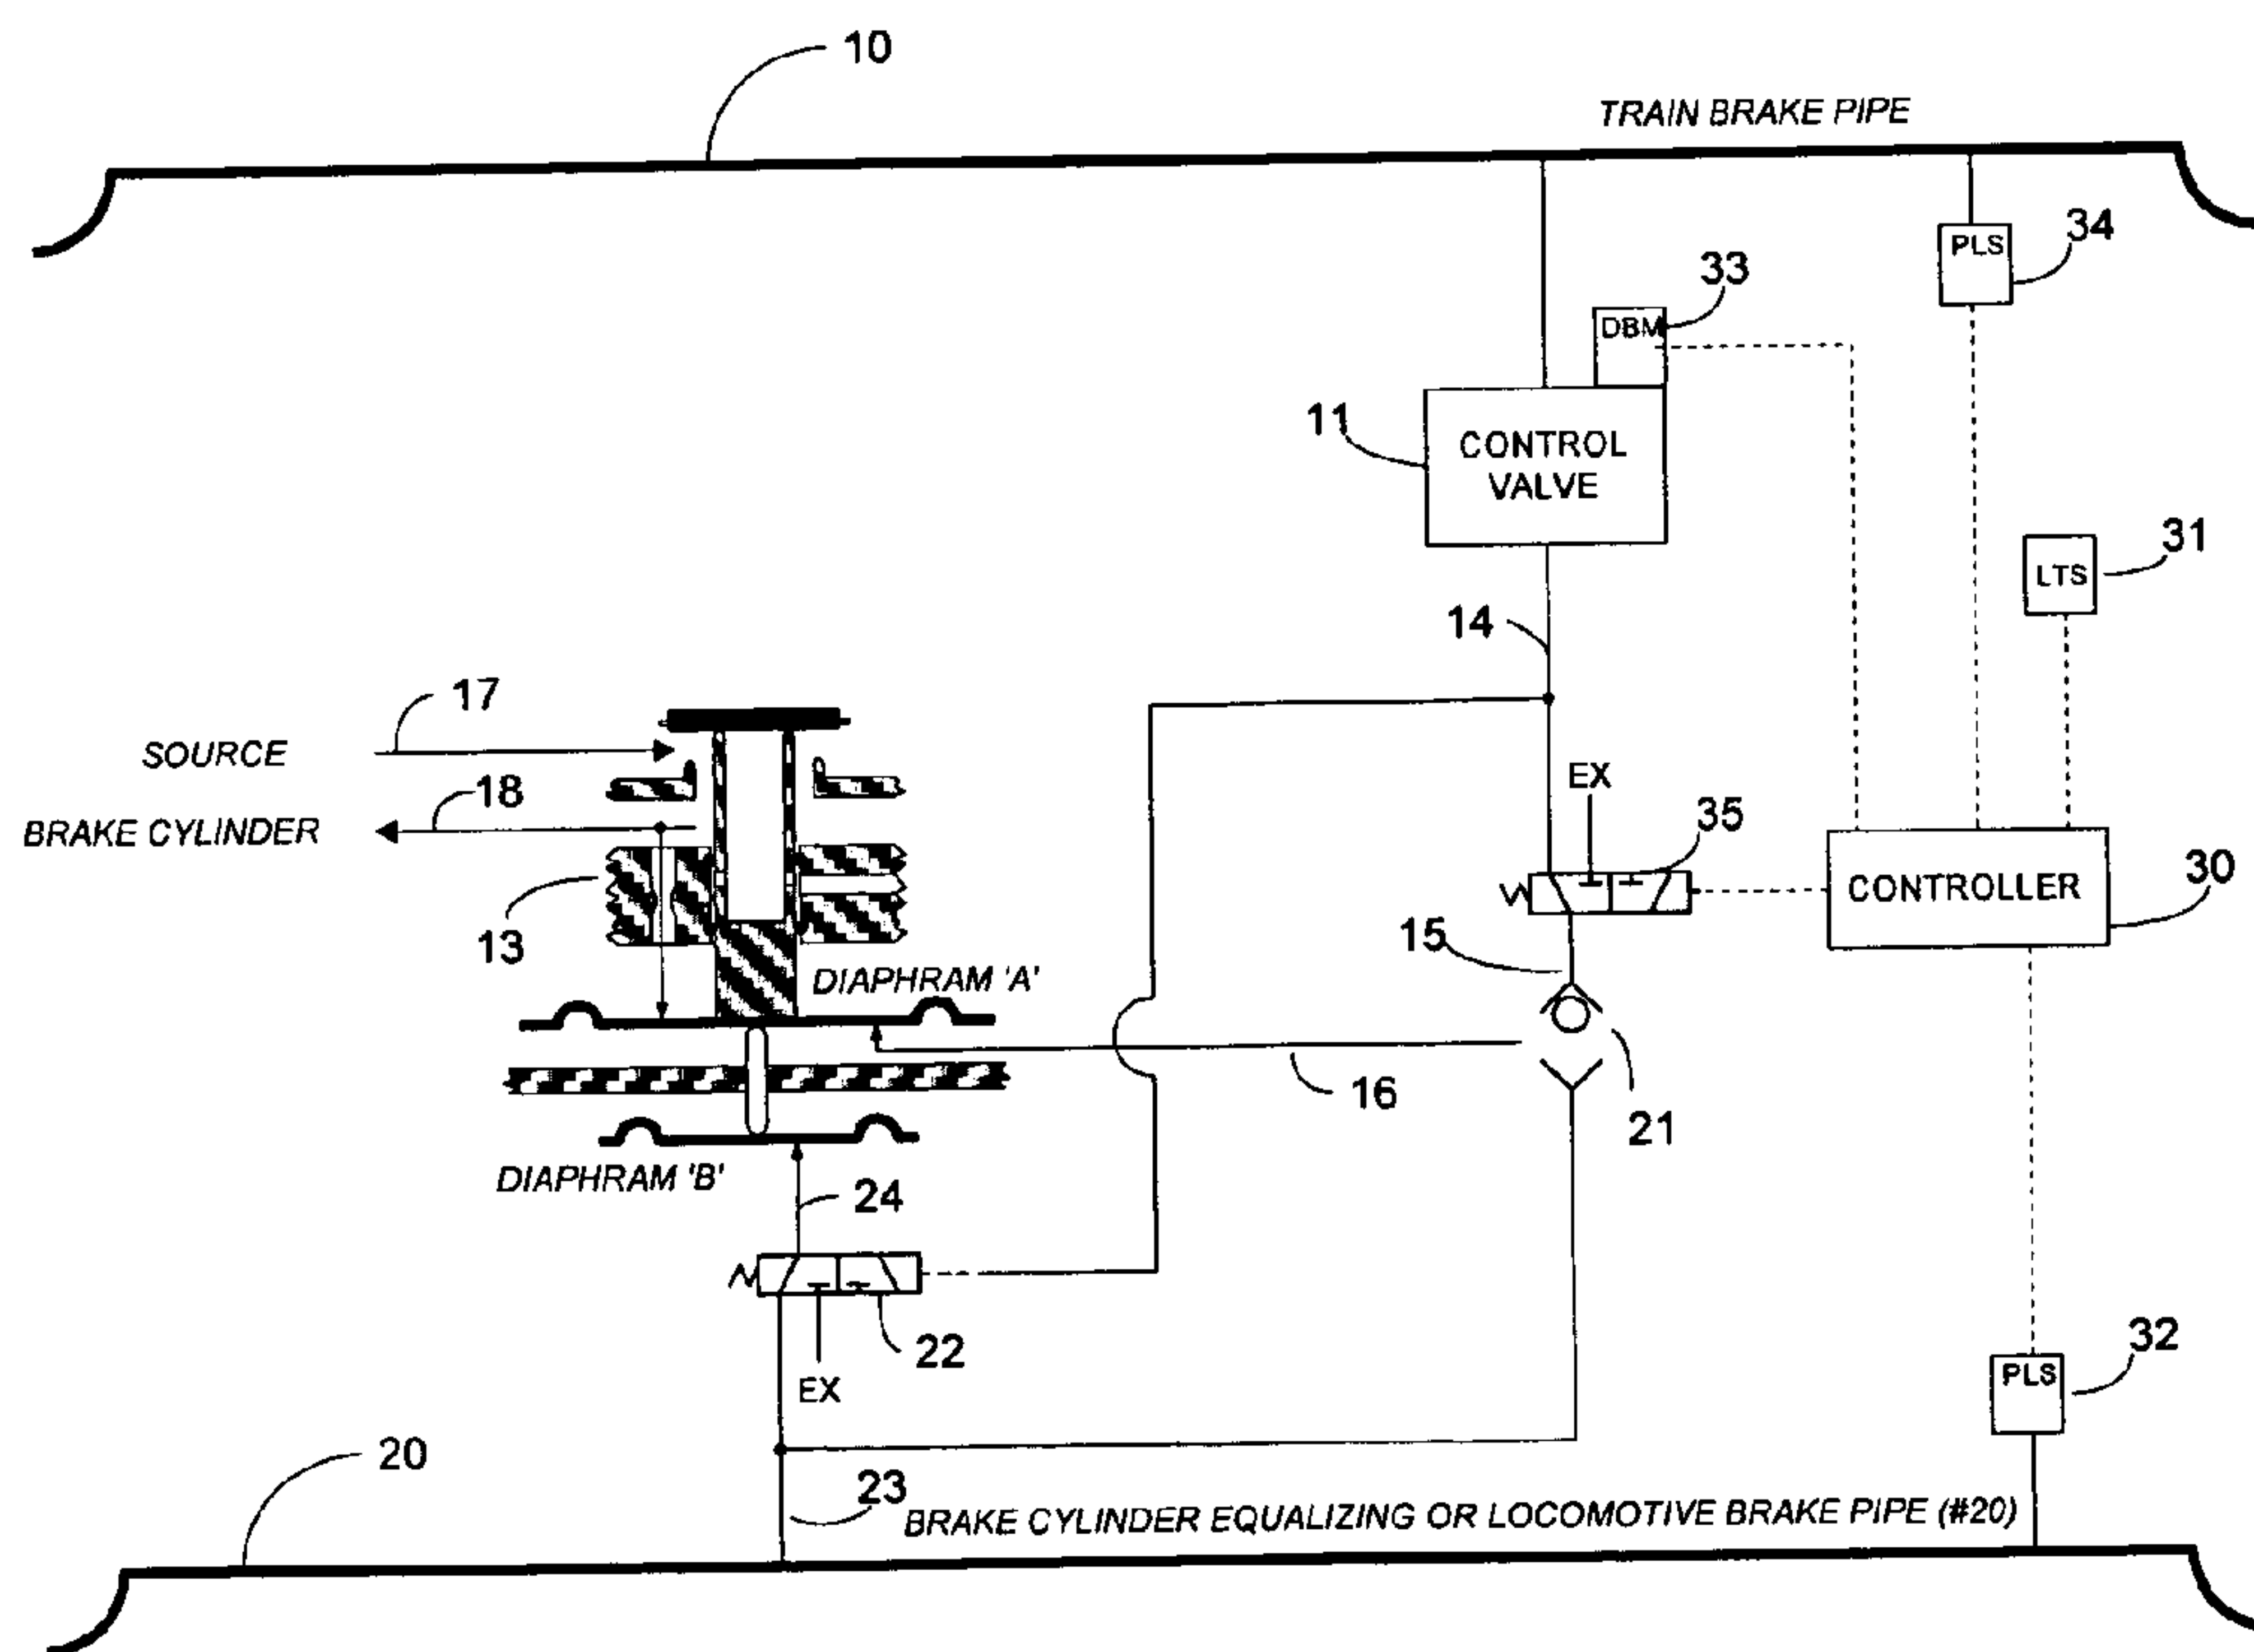 10
TRAIN BRAKE PIPE
PLS
34
33
DBM
11
CONTROL
VALVE
31
LTS
14
17
SOURCE
EX
18
35
BRAKE CYLINDER
CONTROLLER
30
13
15
DIAPHRAM 'A'
16
21
DIAPHRAM 'B'
24
22
32
PLS
EX
20
23
BRAKE CYLINDER EQUALIZING OR LOCOMOTIVE BRAKE PIPE (#20)